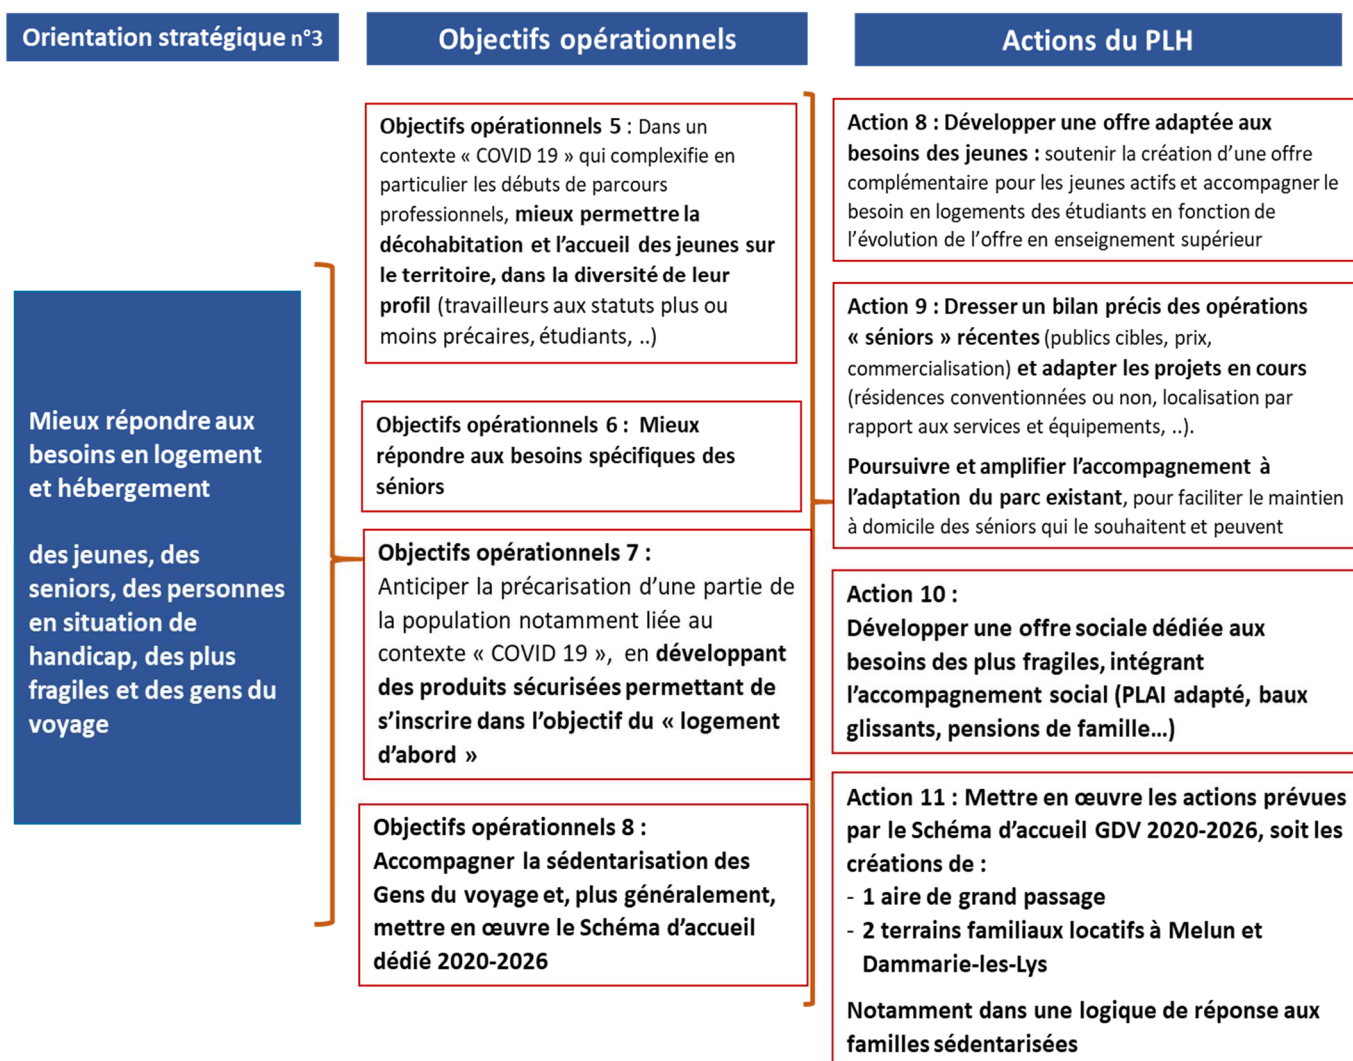 Orientation stratégique n°3
Objectifs opérationnels
Actions du PLH
Mieux répondre aux
besoins en logement
et hébergement
des jeunes, des
seniors, des personnes
en situation de
handicap, des plus
fragiles et des gens du
voyage
Objectifs opérationnels 5 : Dans un
contexte « COVID 19 » qui complexifie en
particulier les débuts de parcours
professionnels, mieux permettre la
décohabitation et l'accueil des jeunes sur
le territoire, dans la diversité de leur
profil (travailleurs aux statuts plus ou
moins précaires, étudiants, ..)
Objectifs opérationnels 6 : Mieux
répondre aux besoins spécifiques des
séniors
Objectifs opérationnels 7 :
Anticiper la précarisation d'une partie de
la population notamment liée au
contexte « COVID 19 », en développant
des produits sécurisées permettant de
s'inscrire dans l'objectif du « logement
d'abord »
Objectifs opérationnels 8 :
Accompagner la sédentarisation des
Gens du voyage et, plus généralement,
mettre en œuvre le Schéma d'accueil
dédié 2020-2026
Action 8 : Développer une offre adaptée aux
besoins des jeunes : soutenir la création d'une offre
complémentaire pour les jeunes actifs et accompagner le
besoin en logements des étudiants en fonction de
l'évolution de l'offre en enseignement supérieur
Action 9 : Dresser un bilan précis des opérations
« séniors » récentes (publics cibles, prix,
commercialisation) et adapter les projets en cours
(résidences conventionnées ou non, localisation par
rapport aux services et équipements, ..).
Poursuivre et amplifier l'accompagnement à
l'adaptation du parc existant, pour faciliter le maintien
à domicile des séniors qui le souhaitent et peuvent
Action 10 :
Développer une offre sociale dédiée aux
besoins des plus fragiles, intégrant
l'accompagnement social (PLAI adapté, baux
glissants, pensions de famille…)
Action 11 : Mettre en œuvre les actions prévues
par le Schéma d'accueil GDV 2020-2026, soit les
créations de :
- 1 aire de grand passage
- 2 terrains familiaux locatifs à Melun et
Dammarie-les-Lys
Notamment dans une logique de réponse aux
familles sédentarisées